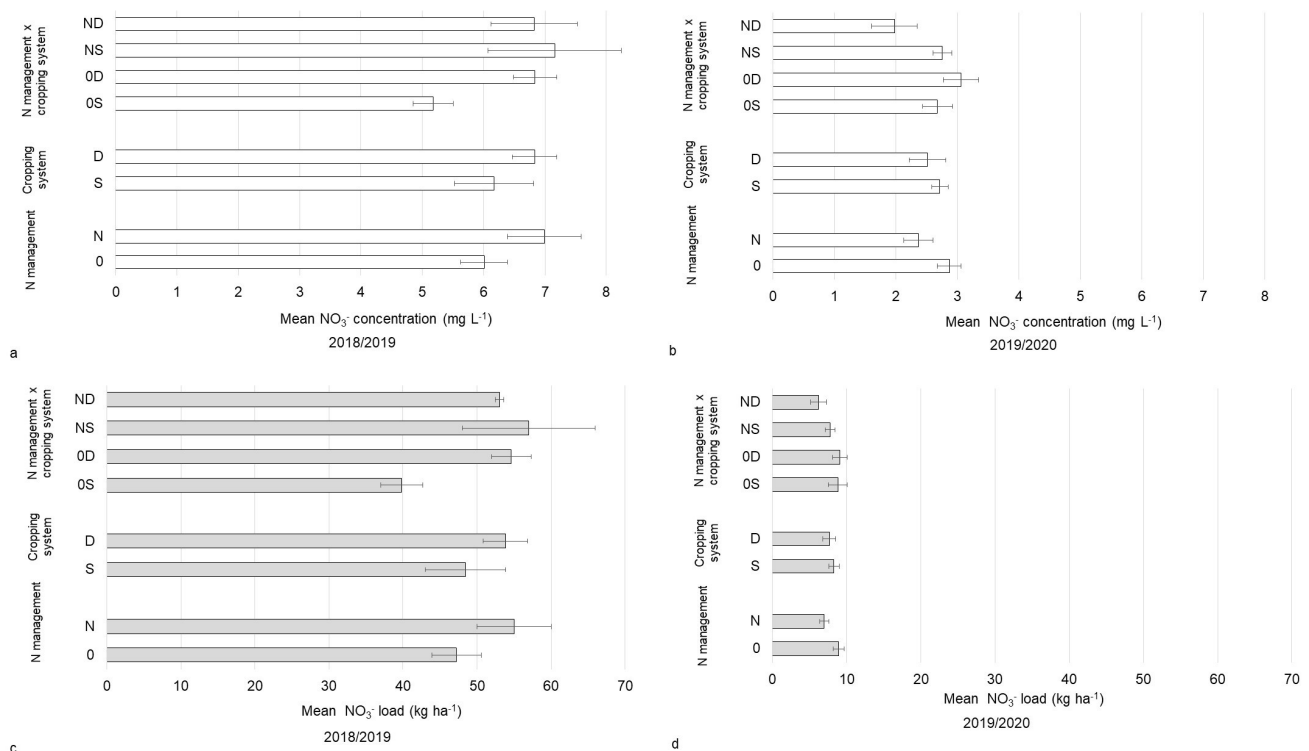 N management x
cropping system
ND
NS
0D
0S
Cropping
system
D
S
N management
N
0
0 1 2 3 4 5 6 7 8
Mean NO₃⁻ concentration (mg L⁻¹)
2018/2019
a
N management x
cropping system
ND
NS
0D
0S
Cropping
system
D
S
N management
N
0
0 1 2 3 4 5 6 7 8
Mean NO₃⁻ concentration (mg L⁻¹)
2019/2020
b
N management x
cropping system
ND
NS
0D
0S
Cropping
system
D
S
N management
N
0
0 10 20 30 40 50 60 70
Mean NO₃⁻ load (kg ha⁻¹)
2018/2019
c
N management x
cropping system
ND
NS
0D
0S
Cropping
system
D
S
N management
N
0
0 10 20 30 40 50 60 70
Mean NO₃⁻ load (kg ha⁻¹)
2019/2020
d